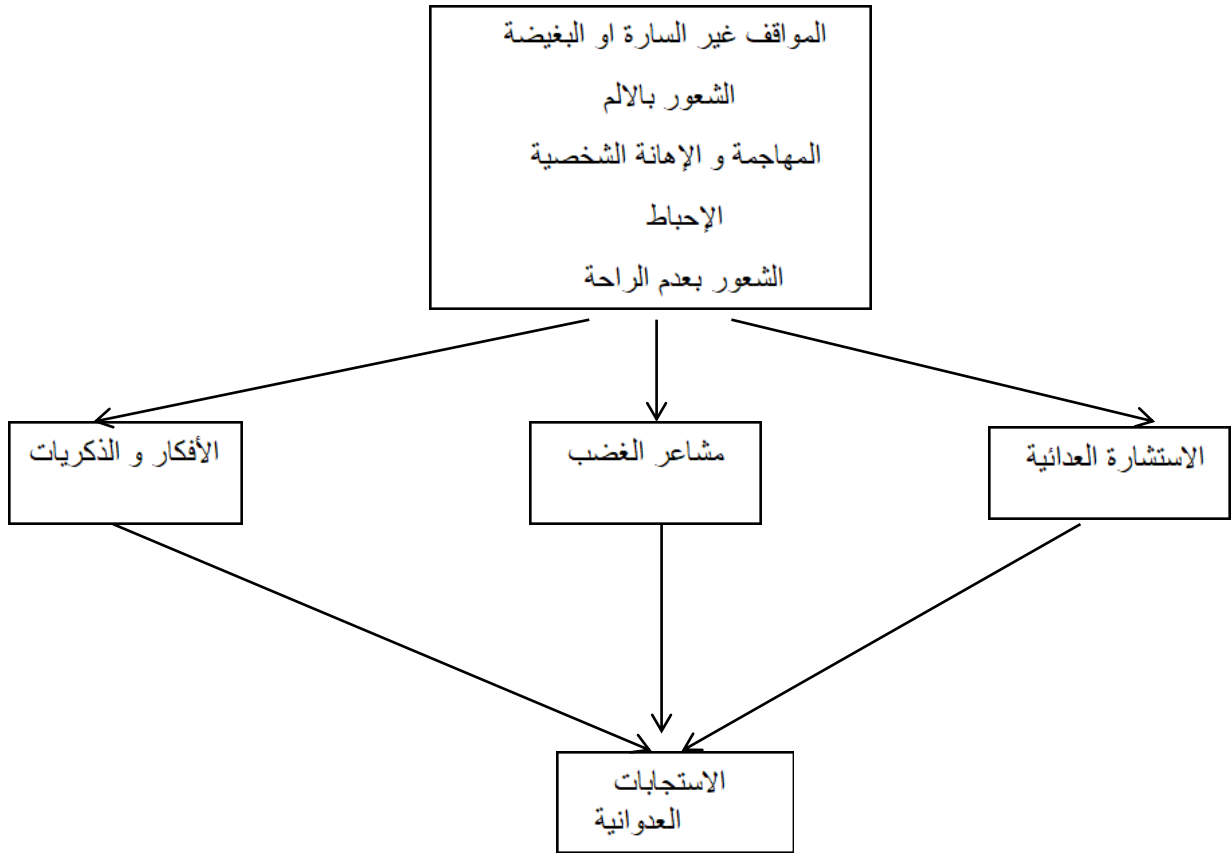 المواقف غير السارة او البغيضة
الشعور بالالم
المهاجمة و الإهانة الشخصية
الإحباط
الشعور بعدم الراحة
الاستشارة العدائية
مشاعر الغضب
الأفكار و الذكريات
الاستجابات
العدوانية